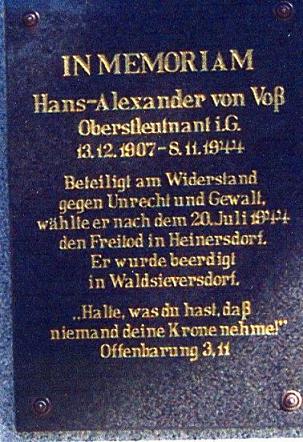 IN MEMORIAM
Hans-Alexander von Voß
Oberstleutnant i.G.
13.12.1907-8.11.1944
Beteiligt am Widerstand
gegen Unrecht und Gewalt,
wählte er nach dem 20.Juli 1944
den Freitod in Heinersdorf.
Er wurde beerdigt
in Waldsieversdorf.
„Halte, was du hast, daß
niemand deine Krone nehme!"
Offenbarung 3,11